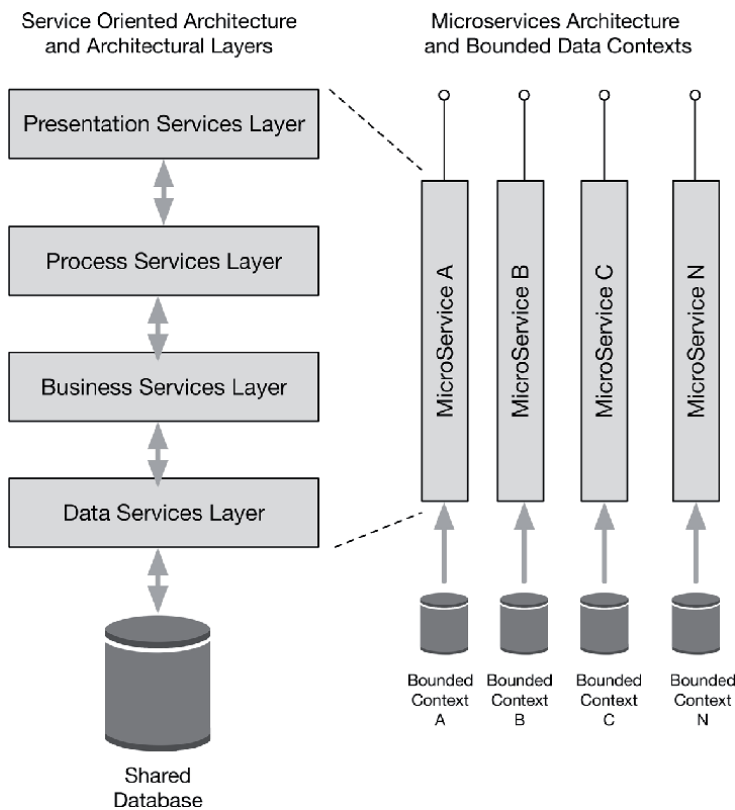 Service Oriented Architecture
and Architectural Layers
Presentation Services Layer
Process Services Layer
Business Services Layer
Data Services Layer
Shared
Database
Microservices Architecture
and Bounded Data Contexts
MicroService A
MicroService B
MicroService C
MicroService N
Bounded
Context
A
Bounded
Context
B
Bounded
Context
C
Bounded
Context
N